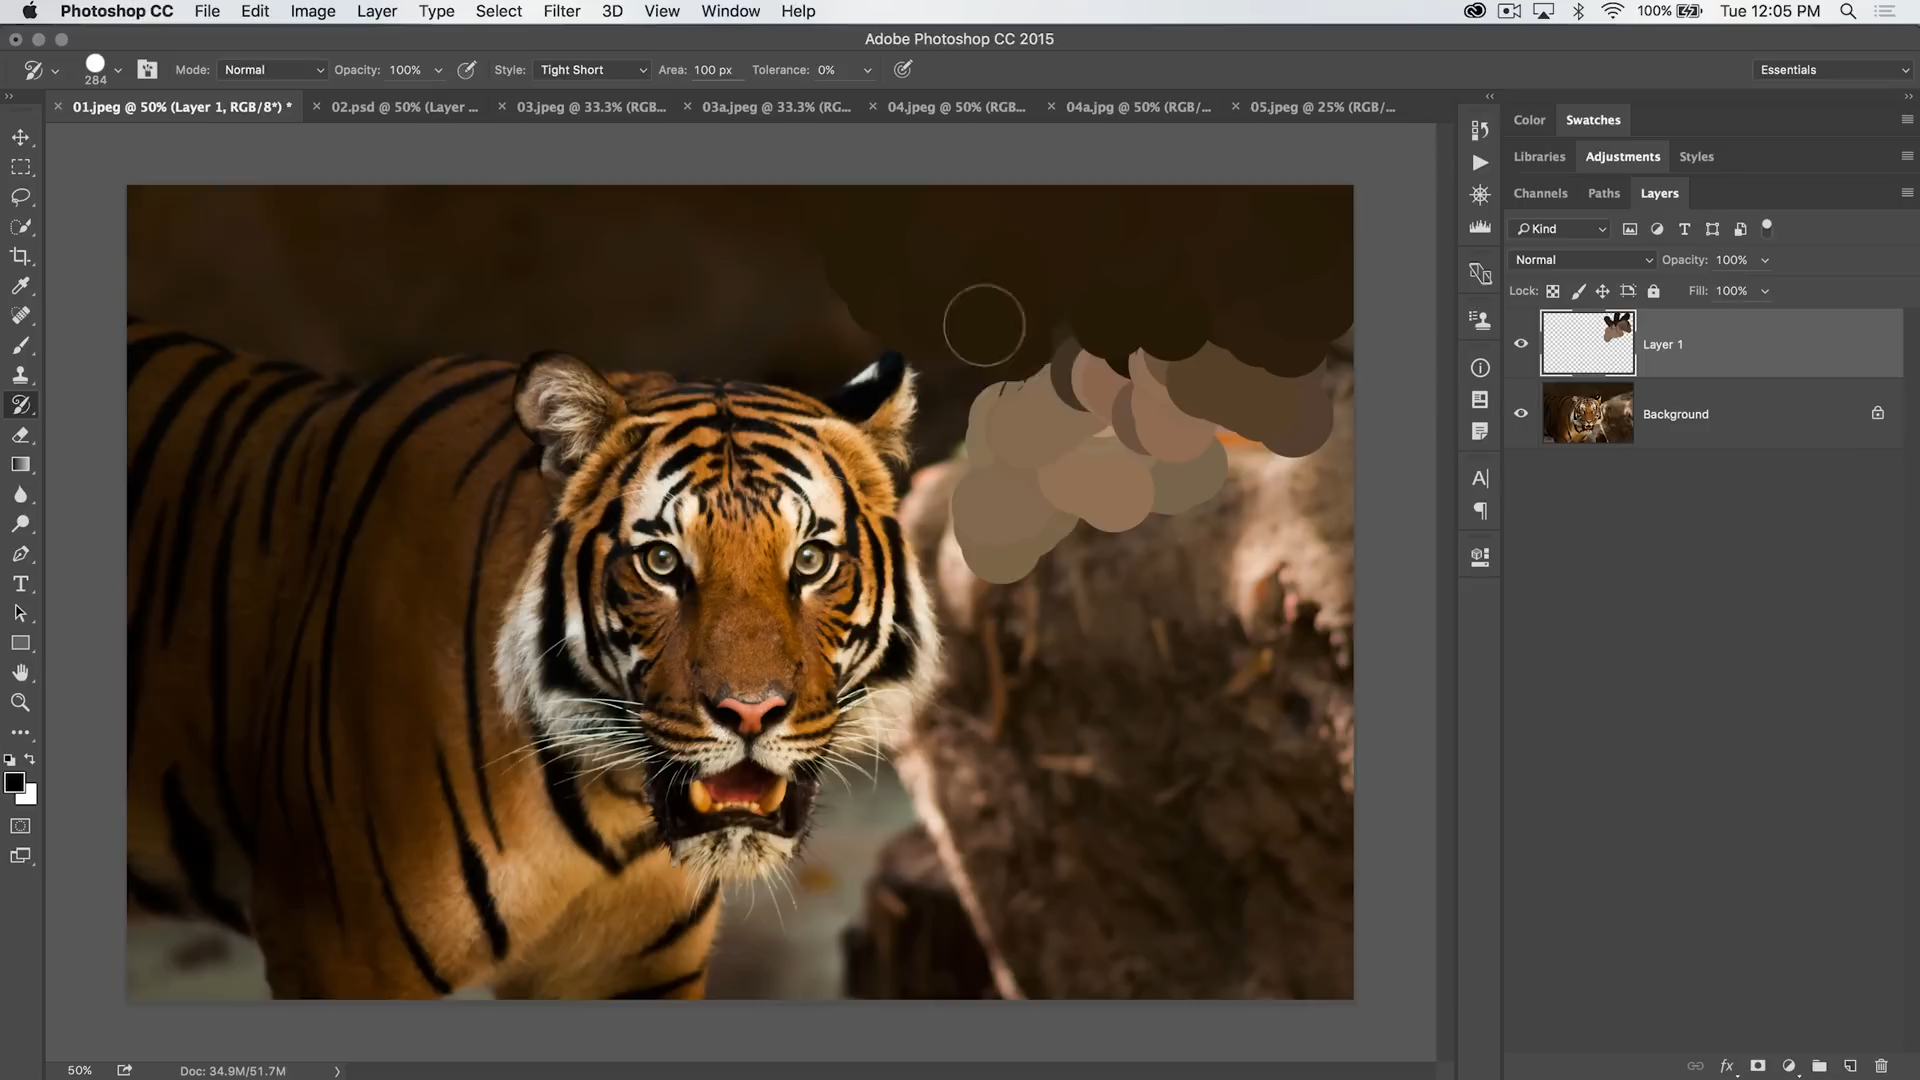 Photoshop CC File Edit Image Layer Type Select Filter 3D View Window Help 100% Tue 12:05 PM
Adobe Photoshop CC 2015
284 Mode: Normal Opacity: 100% Style: Tight Short Area: 100 px Tolerance: 0% Essentials
01.jpeg @ 50% (Layer 1, RGB/8*) * 02.psd @ 50% (Layer ... 03.jpeg @ 33.3% (RGB... 03a.jpeg @ 33.3% (RG... 04.jpeg @ 50% (RGB... 04a.jpg @ 50% (RGB/... 05.jpeg @ 25% (RGB/...
Color Swatches
Libraries Adjustments Styles
Channels Paths Layers
Kind
Normal Opacity: 100%
Lock: Fill: 100%
Layer 1
Background
50% Doc: 34.9M/51.7M
fx